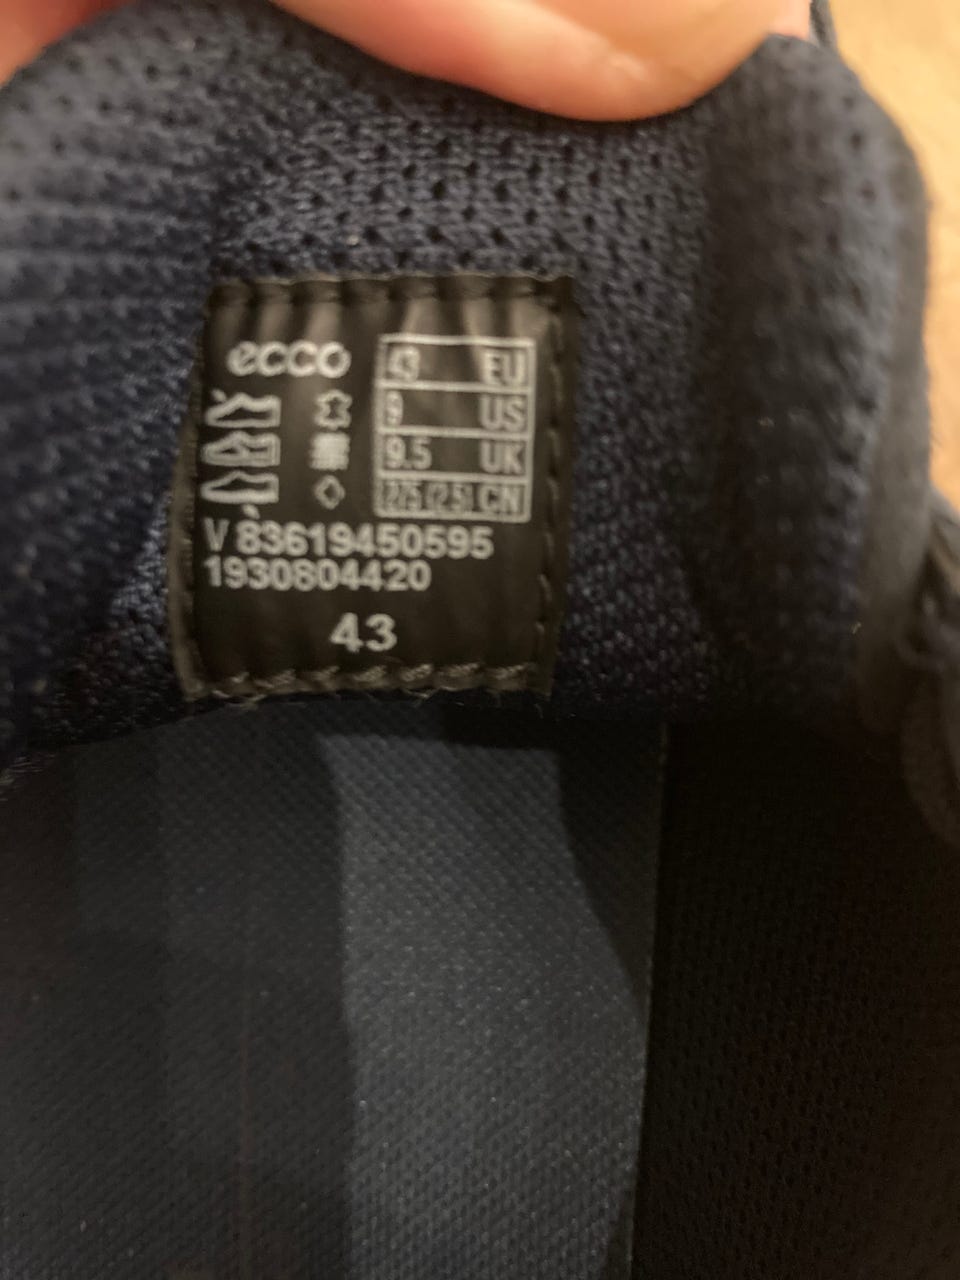 ecco
43 EU
9 US
9.5 UK
275 (2.5) CN
V 83619450595
1930804420
43